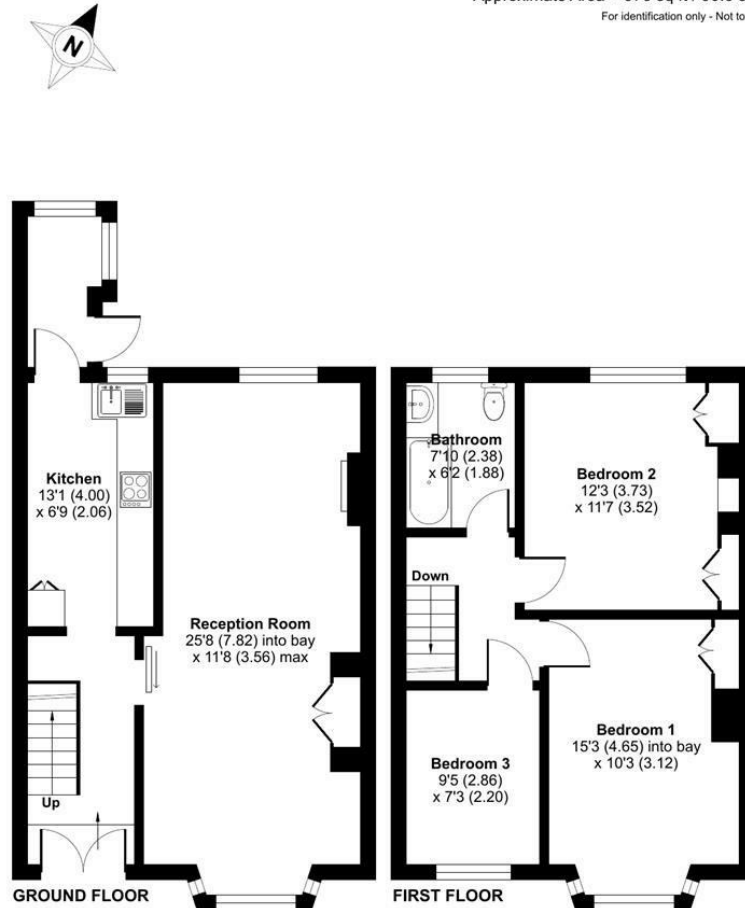 For identification only - Not to
N
Kitchen
13'1 (4.00)
x 6'9 (2.06)
Reception Room
25'8 (7.82) into bay
x 11'8 (3.56) max
Up
GROUND FLOOR
Bathroom
7'10 (2.38)
x 6'2 (1.88)
Bedroom 2
12'3 (3.73)
x 11'7 (3.52)
Down
Bedroom 1
15'3 (4.65) into bay
x 10'3 (3.12)
Bedroom 3
9'5 (2.86)
x 7'3 (2.20)
FIRST FLOOR